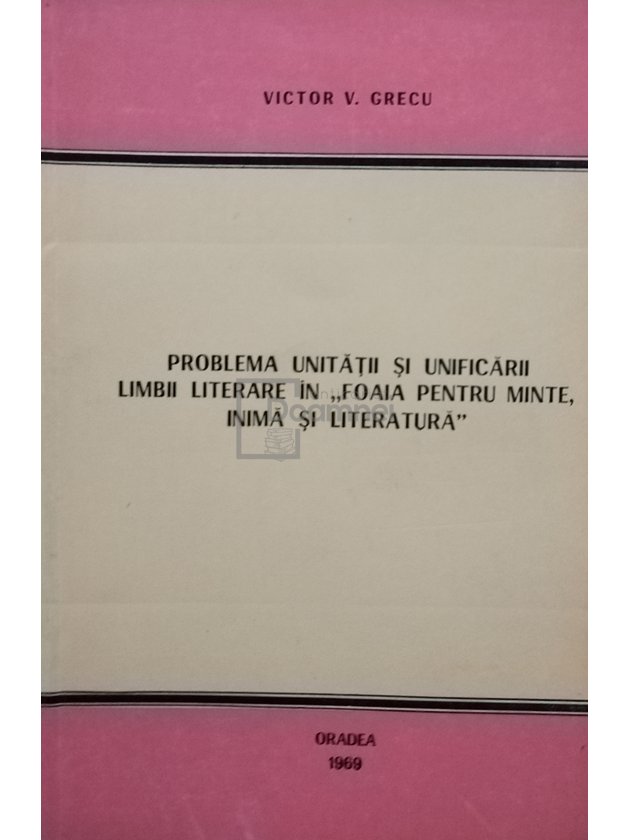 VICTOR V. GRECU
PROBLEMA UNITĂȚII ȘI UNIFICĂRII
LIMBII LITERARE ÎN „FOAIA PENTRU MINTE,
INIMĂ ȘI LITERATURĂ”
ORADEA
1969